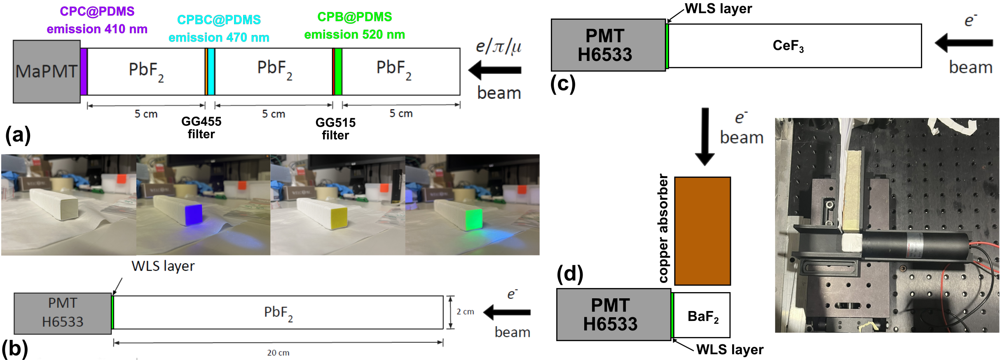 CPC@PDMS
emission 410 nm
CPBC@PDMS
emission 470 nm
CPB@PDMS
emission 520 nm
MaPMT
PbF2
PbF2
PbF2
e/π/μ
beam
5 cm
5 cm
5 cm
GG455
filter
GG515
filter
(a)
WLS layer
PMT
H6533
PbF2
2 cm
e-
beam
20 cm
(b)
WLS layer
PMT
H6533
CeF3
e-
beam
(c)
e-
beam
copper absorber
(d)
PMT
H6533
BaF2
WLS layer